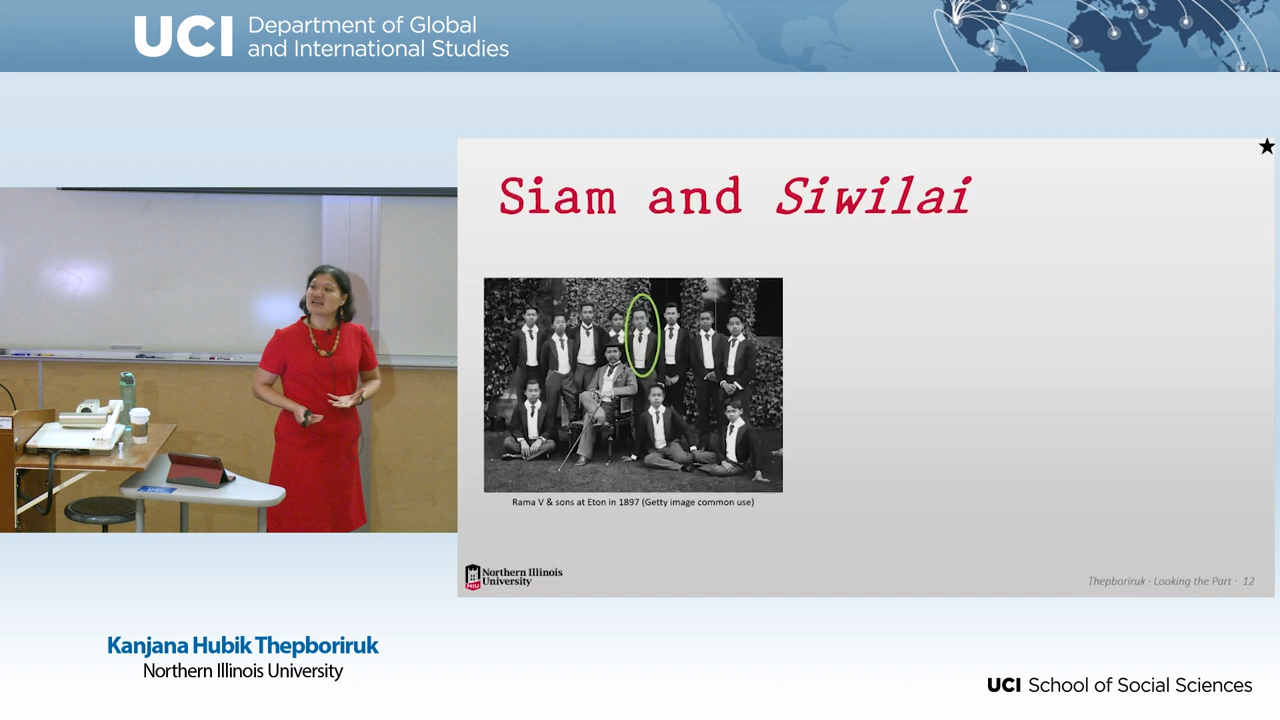 UCI Department of Global
and International Studies
Siam and Siwilai
Rama V & sons at Eton in 1897 (Getty image common use)
NIU
Northern Illinois
University
Thepboriruk · Looking the Part · 12
Kanjana Hubik Thepboriruk
Northern Illinois University
UCI School of Social Sciences